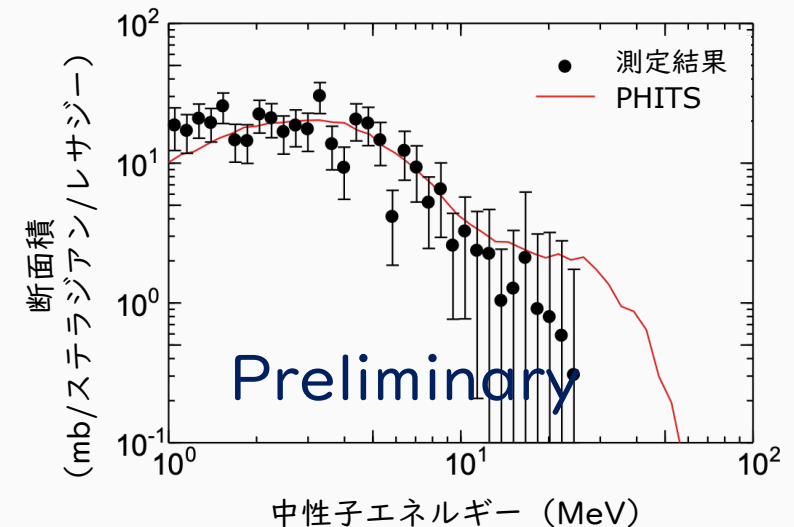 10²
測定結果
PHITS
10¹
断面積
(mb/ステラジアン/レサジー)
10⁰
Preliminary
10⁻¹
10⁰
10¹
10²
中性子エネルギー（MeV）